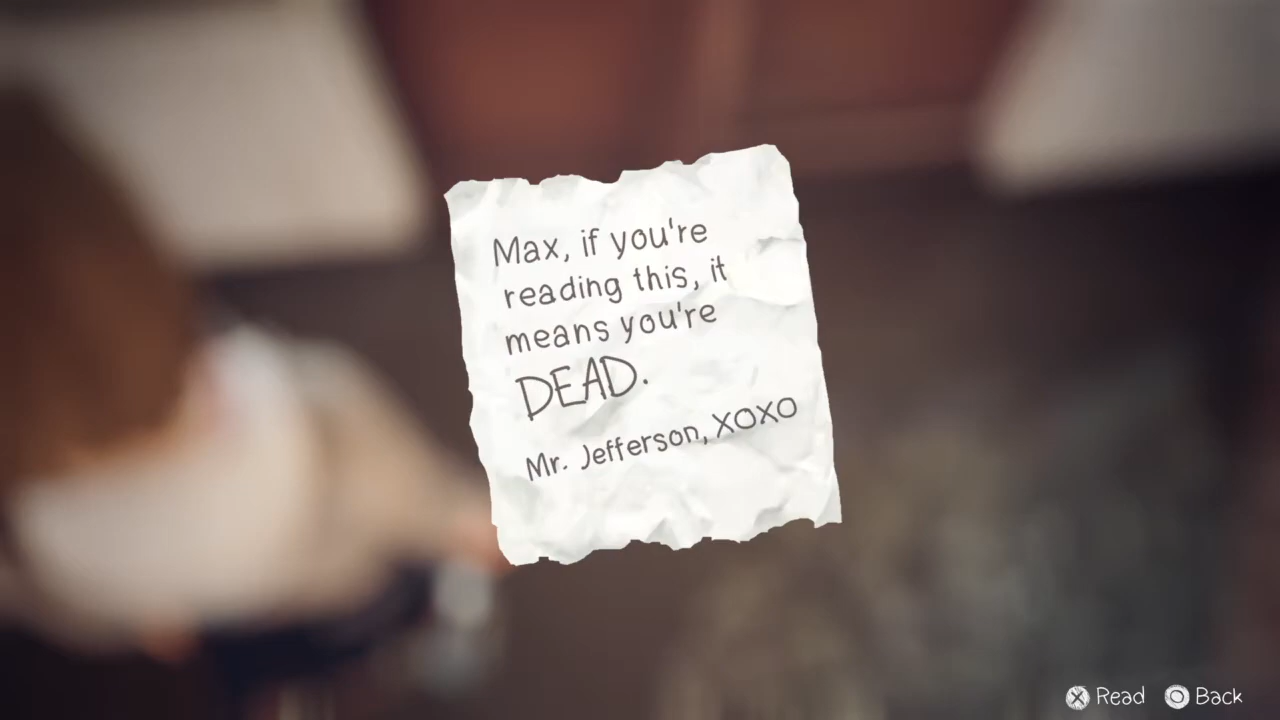 Max, if you're
reading this, it
means you're
DEAD.
Mr. Jefferson, XOXO
Read Back